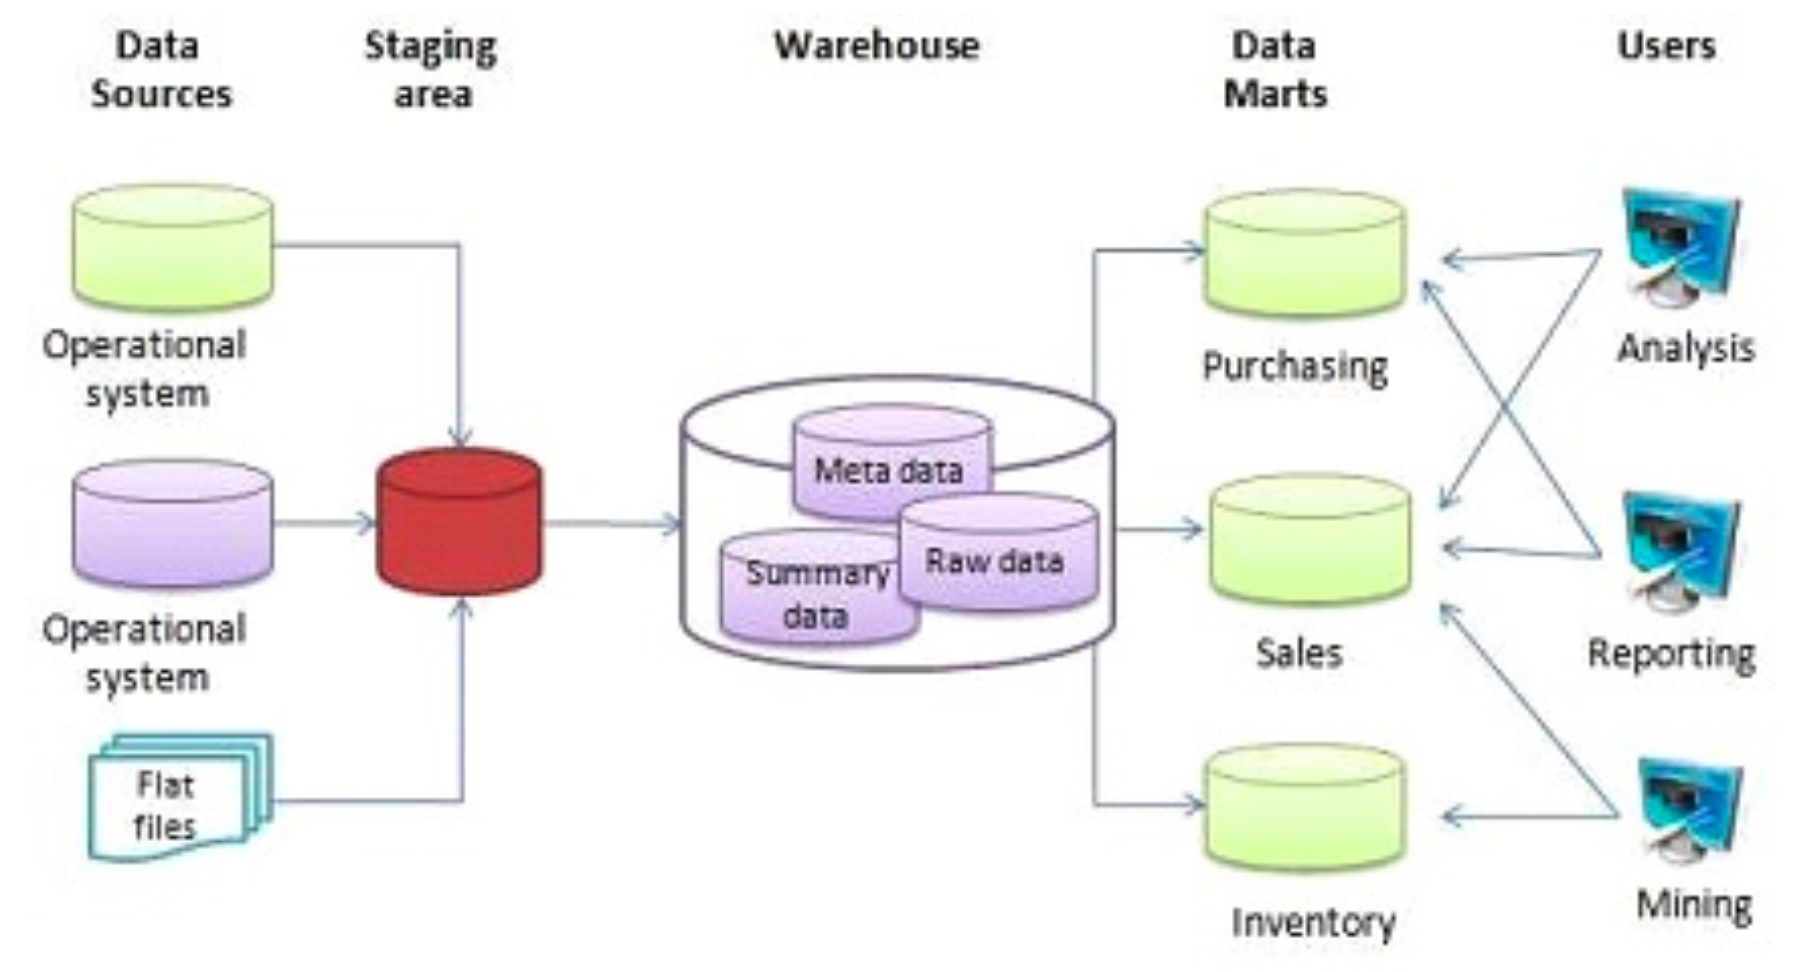 Data
Sources
Staging
area
Warehouse
Data
Marts
Users
Operational
system
Operational
system
Flat
files
Meta data
Raw data
Summary
data
Purchasing
Sales
Inventory
Analysis
Reporting
Mining